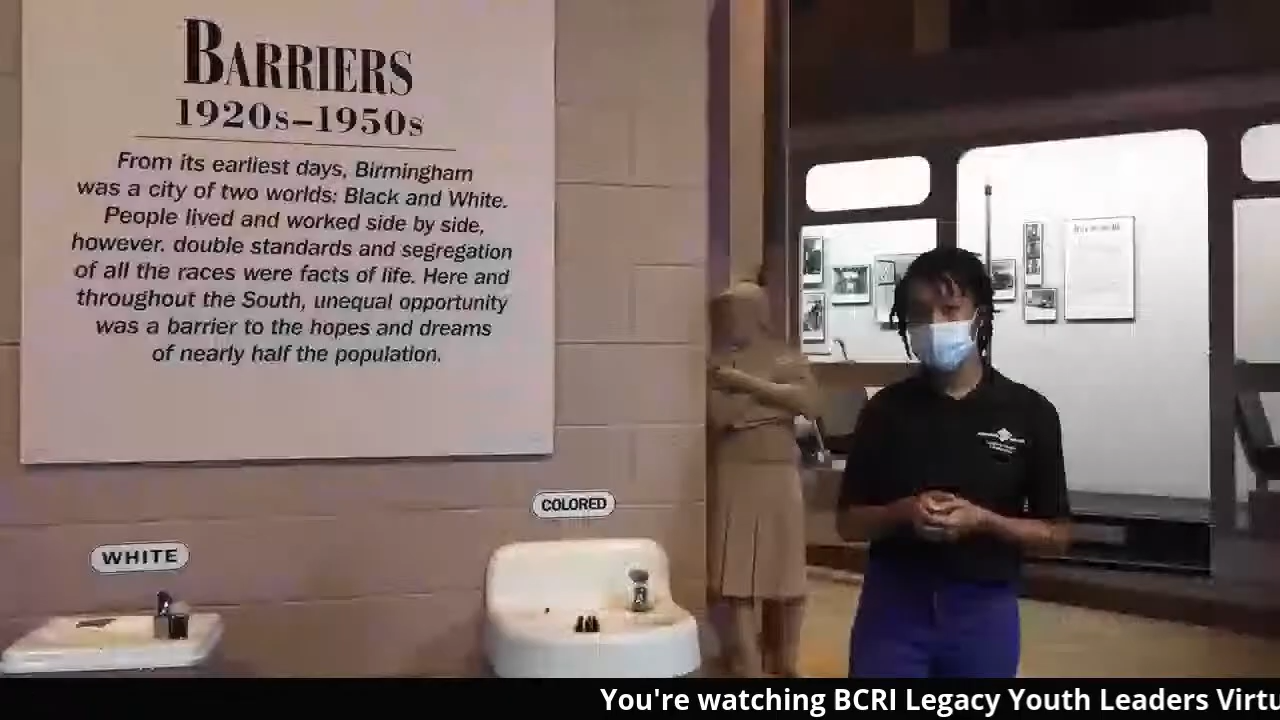 BARRIERS
1920s–1950s
From its earliest days, Birmingham
was a city of two worlds: Black and White.
People lived and worked side by side,
however. double standards and segregation
of all the races were facts of life. Here and
throughout the South, unequal opportunity
was a barrier to the hopes and dreams
of nearly half the population.
COLORED
WHITE
You're watching BCRI Legacy Youth Leaders Virtu